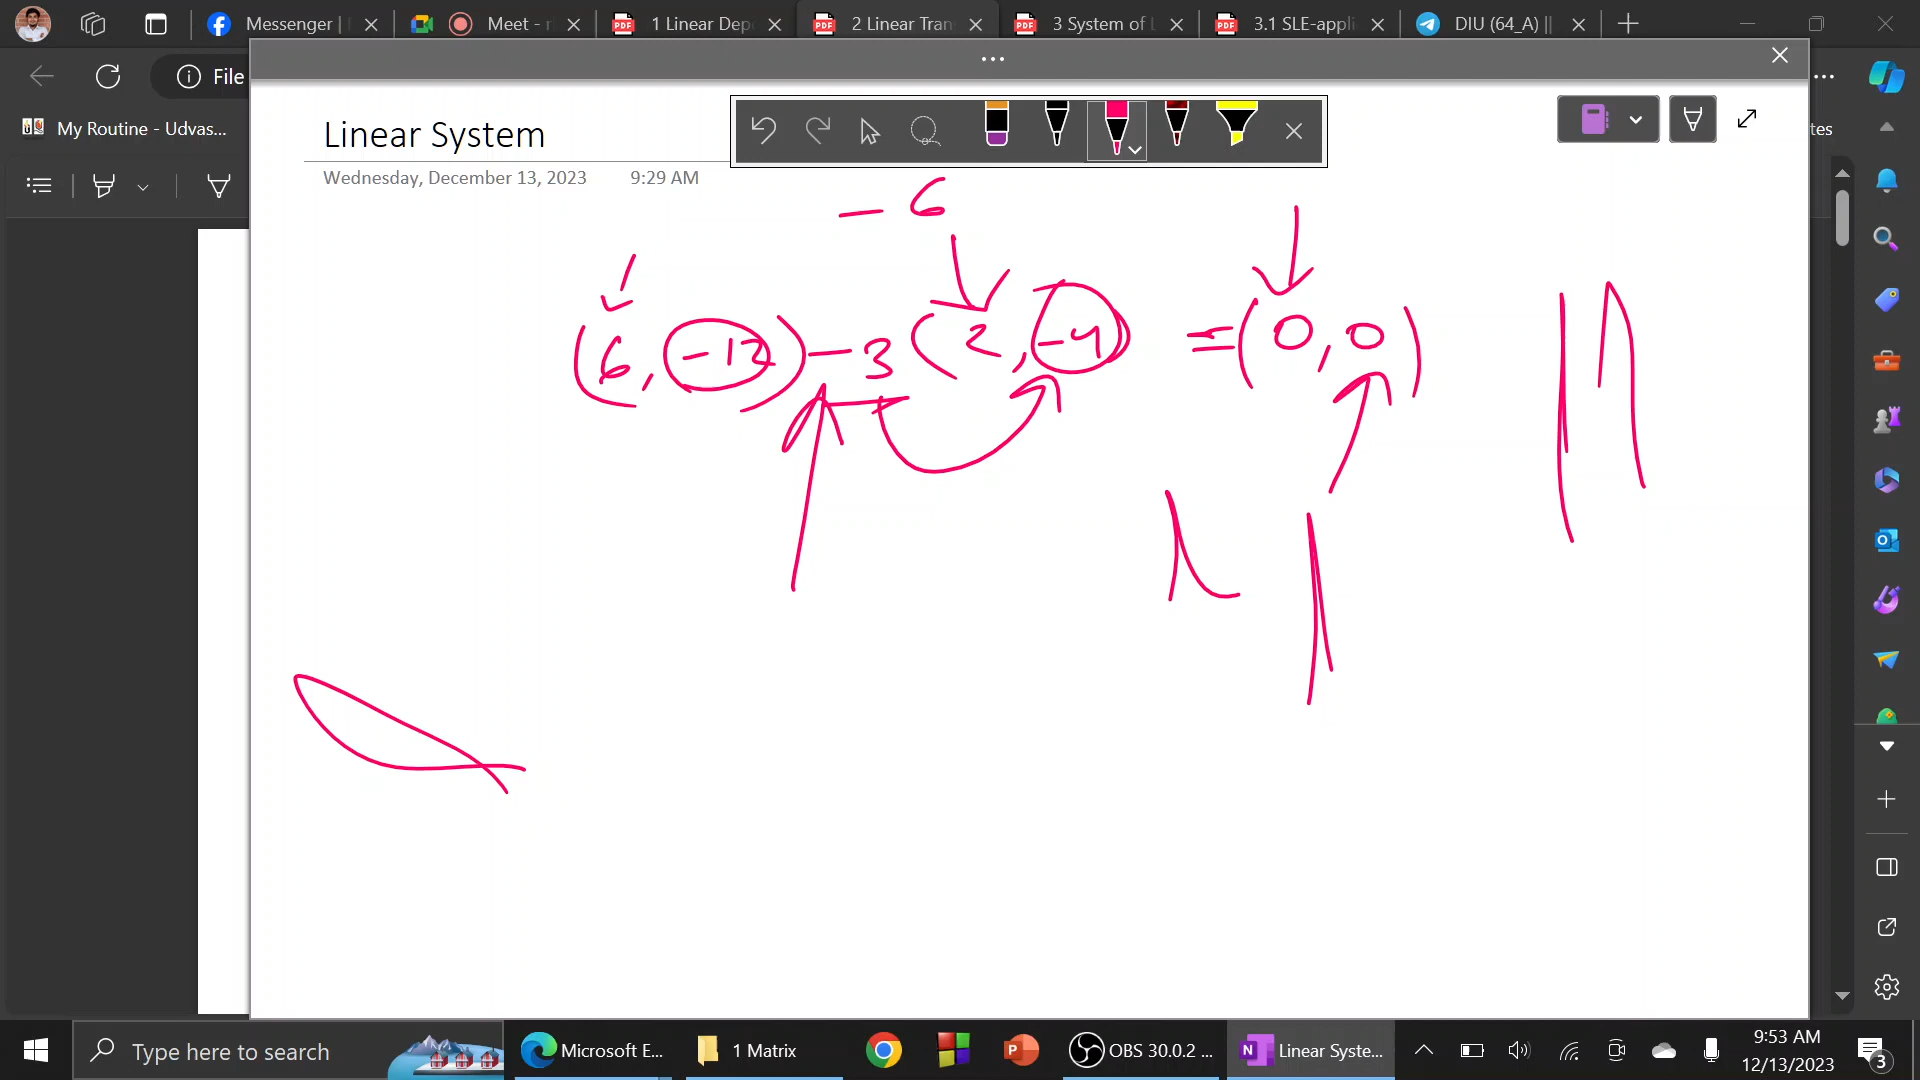 Messenger |
Meet - r
1 Linear Dep
2 Linear Tran
3 System of L
3.1 SLE-appli
DIU (64_A) ||
File
My Routine - Udvas...
tes
Linear System
Wednesday, December 13, 2023 9:29 AM
- 6
(6, -12) - 3 (2, -4) = (0, 0)
Type here to search
Microsoft E...
1 Matrix
OBS 30.0.2 ...
Linear Syste...
9:53 AM
12/13/2023
3